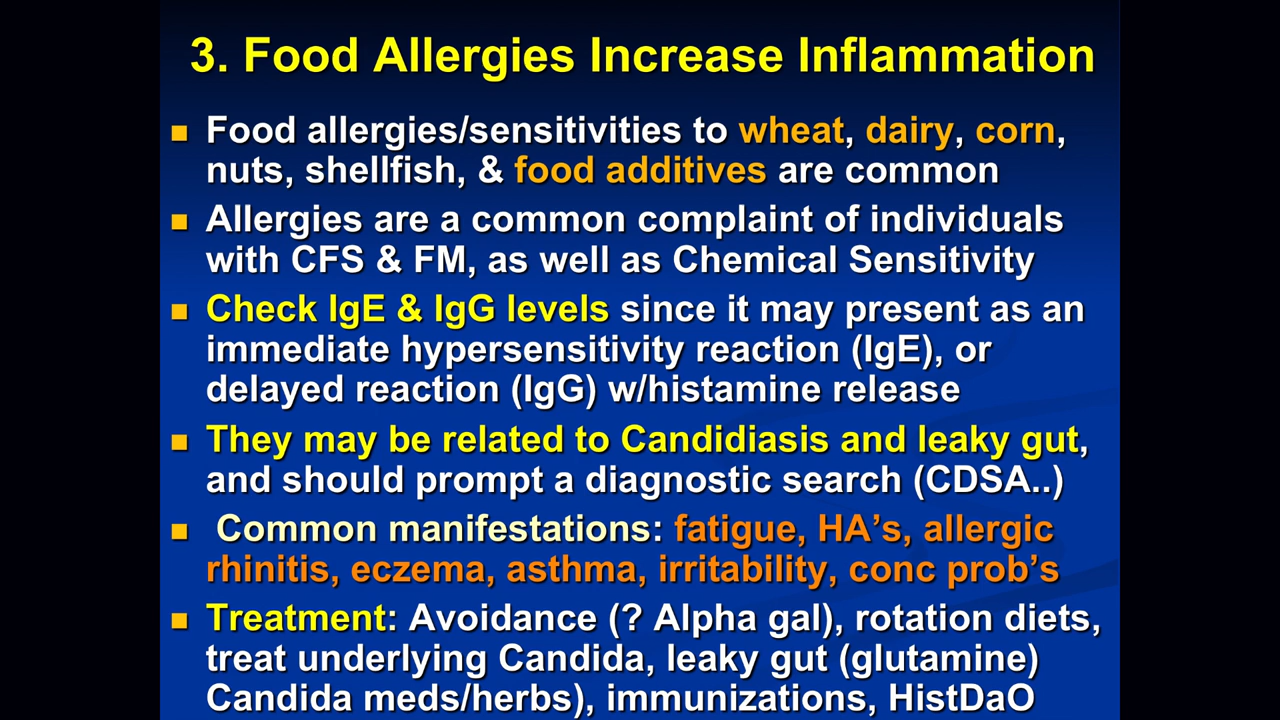 3. Food Allergies Increase Inflammation
Food allergies/sensitivities to wheat, dairy, corn,
nuts, shellfish, & food additives are common
Allergies are a common complaint of individuals
with CFS & FM, as well as Chemical Sensitivity
Check IgE & IgG levels since it may present as an
immediate hypersensitivity reaction (IgE), or
delayed reaction (IgG) w/histamine release
They may be related to Candidiasis and leaky gut,
and should prompt a diagnostic search (CDSA..)
Common manifestations: fatigue, HA's, allergic
rhinitis, eczema, asthma, irritability, conc prob's
Treatment: Avoidance (? Alpha gal), rotation diets,
treat underlying Candida, leaky gut (glutamine)
Candida meds/herbs), immunizations, HistDaO